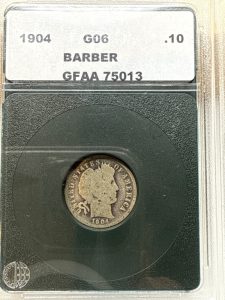 1904 G06 .10
BARBER
GFAA 75013
UNITED STATES OF AMERICA
1904